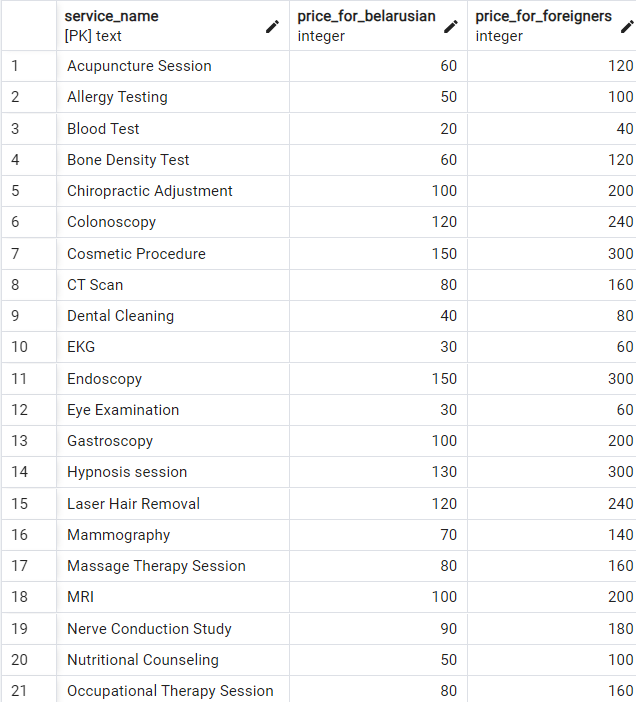 service_name price_for_belarusian price_for_foreigners
[PK] text integer integer
1 Acupuncture Session 60 120
2 Allergy Testing 50 100
3 Blood Test 20 40
4 Bone Density Test 60 120
5 Chiropractic Adjustment 100 200
6 Colonoscopy 120 240
7 Cosmetic Procedure 150 300
8 CT Scan 80 160
9 Dental Cleaning 40 80
10 EKG 30 60
11 Endoscopy 150 300
12 Eye Examination 30 60
13 Gastroscopy 100 200
14 Hypnosis session 130 300
15 Laser Hair Removal 120 240
16 Mammography 70 140
17 Massage Therapy Session 80 160
18 MRI 100 200
19 Nerve Conduction Study 90 180
20 Nutritional Counseling 50 100
21 Occupational Therapy Session 80 160